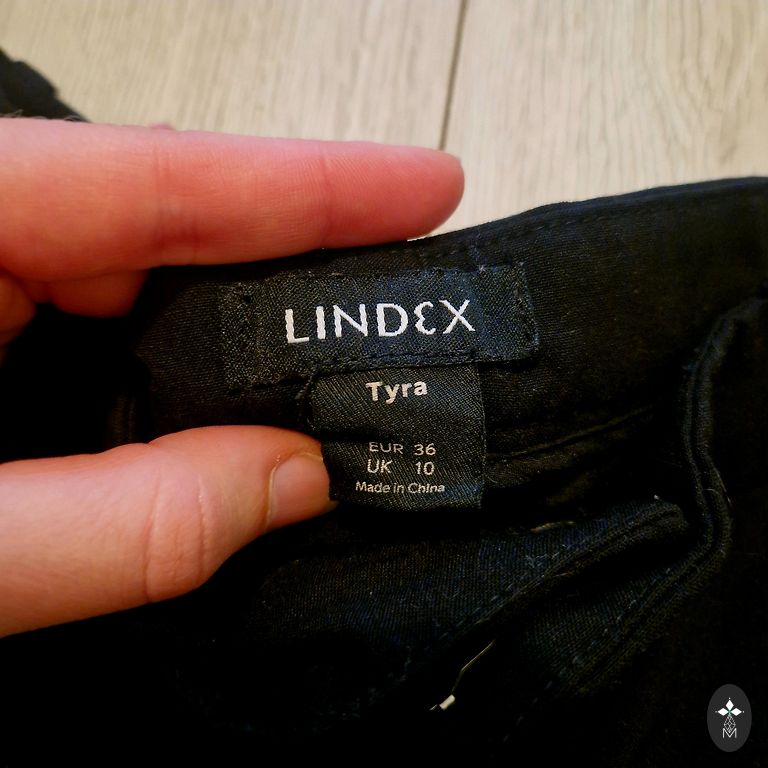 LINDEX
Tyra
EUR 36
UK 10
Made in China
M